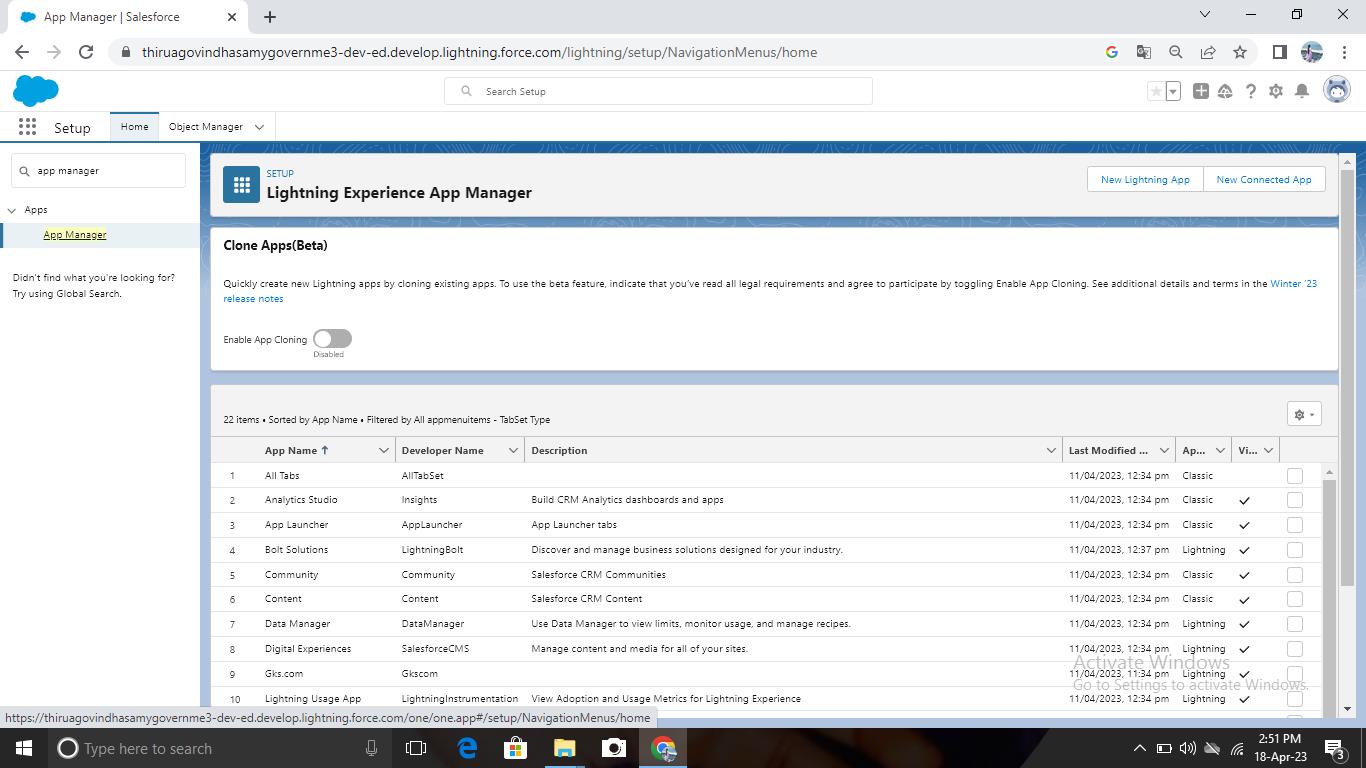 App Manager | Salesforce
thiruagovindhasamygovernme3-dev-ed.develop.lightning.force.com/lightning/setup/NavigationMenus/home
Search Setup
Setup
Home
Object Manager
app manager
Apps
App Manager
Didn't find what you're looking for?
Try using Global Search.
SETUP
Lightning Experience App Manager
New Lightning App
New Connected App
Clone Apps(Beta)
Quickly create new Lightning apps by cloning existing apps. To use the beta feature, indicate that you've read all legal requirements and agree to participate by toggling Enable App Cloning. See additional details and terms in the Winter '23
release notes
Enable App Cloning
Disabled
22 items • Sorted by App Name • Filtered by All appmenuitems - TabSet Type
App Name Developer Name Description Last Modified ... Ap... Vi...
1 All Tabs AllTabSet 11/04/2023, 12:34 pm Classic
2 Analytics Studio Insights Build CRM Analytics dashboards and apps 11/04/2023, 12:34 pm Classic
3 App Launcher AppLauncher App Launcher tabs 11/04/2023, 12:34 pm Classic
4 Bolt Solutions LightningBolt Discover and manage business solutions designed for your industry. 11/04/2023, 12:37 pm Lightning
5 Community Community Salesforce CRM Communities 11/04/2023, 12:34 pm Classic
6 Content Content Salesforce CRM Content 11/04/2023, 12:34 pm Classic
7 Data Manager DataManager Use Data Manager to view limits, monitor usage, and manage recipes. 11/04/2023, 12:34 pm Lightning
8 Digital Experiences SalesforceCMS Manage content and media for all of your sites. 11/04/2023, 12:34 pm Lightning
9 Gks.com Gkscom 11/04/2023, 11:34 pm Lightning
10 Lightning Usage App LightningInstrumentation View Adoption and Usage Metrics for Lightning Experience 11/04/2023, 12:34 pm Lightning
Activate Windows
Go to Settings to activate Windows.
https://thiruagovindhasamygovernme3-dev-ed.develop.lightning.force.com/one/one.app#/setup/NavigationMenus/home
Type here to search
2:51 PM
18-Apr-23
3